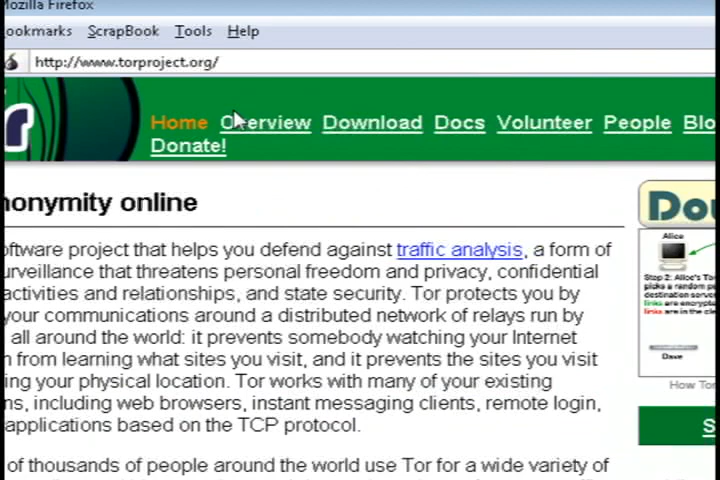 Mozilla Firefox
ookmarks ScrapBook Tools Help
http://www.torproject.org/
r
Home Overview Download Docs Volunteer People Blo
Donate!
nonymity online
oftware project that helps you defend against traffic analysis, a form of
urveillance that threatens personal freedom and privacy, confidential
activities and relationships, and state security. Tor protects you by
your communications around a distributed network of relays run by
all around the world: it prevents somebody watching your Internet
n from learning what sites you visit, and it prevents the sites you visit
ing your physical location. Tor works with many of your existing
ns, including web browsers, instant messaging clients, remote login,
applications based on the TCP protocol.
of thousands of people around the world use Tor for a wide variety of
Dow
Alice
Step 2: Alice's Tor
picks a random pa
destination server
links are encrypte
links are in the cle
Dave
How Tor
S